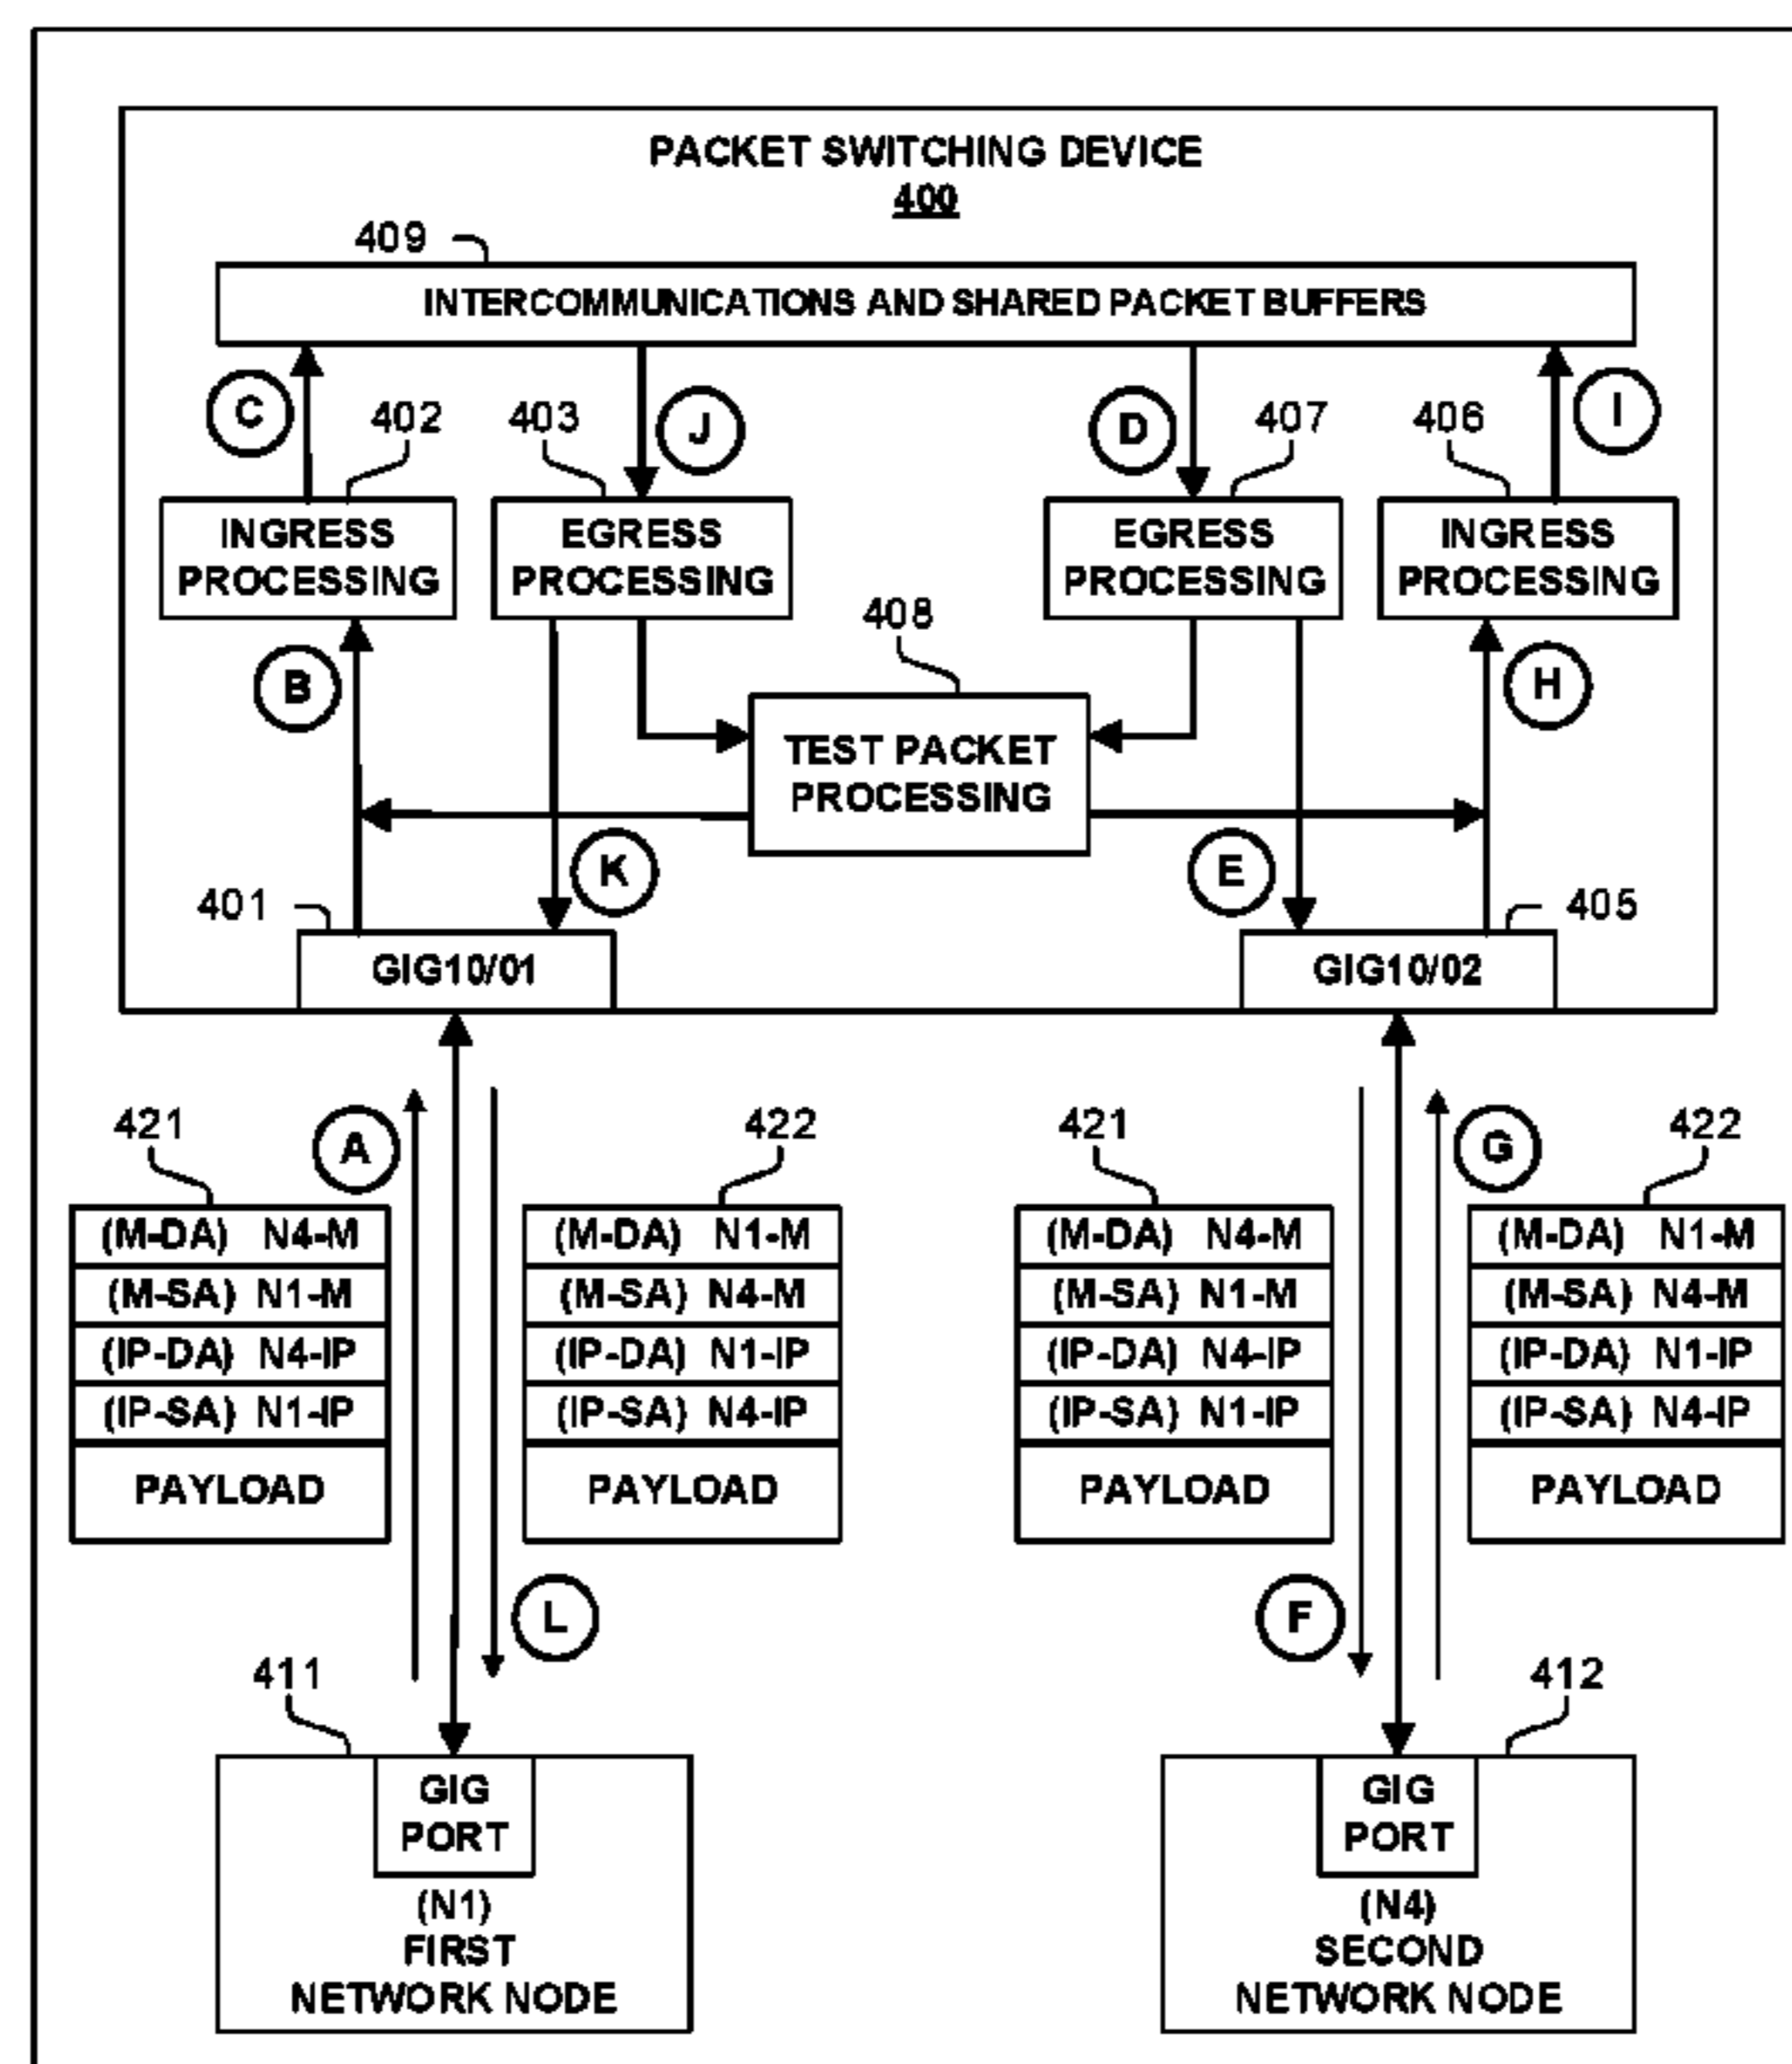 PACKET SWITCHING DEVICE
400
409
INTERCOMMUNICATIONS AND SHARED PACKET BUFFERS
C
402
403
J
D
407
406
I
INGRESS
PROCESSING
EGRESS
PROCESSING
EGRESS
PROCESSING
INGRESS
PROCESSING
408
B
H
TEST PACKET
PROCESSING
K
E
401
405
GIG10/01
GIG10/02
421
A
422
421
G
422
(M-DA) N4-M
(M-SA) N1-M
(IP-DA) N4-IP
(IP-SA) N1-IP
PAYLOAD
(M-DA) N1-M
(M-SA) N4-M
(IP-DA) N1-IP
(IP-SA) N4-IP
PAYLOAD
(M-DA) N4-M
(M-SA) N1-M
(IP-DA) N4-IP
(IP-SA) N1-IP
PAYLOAD
(M-DA) N1-M
(M-SA) N4-M
(IP-DA) N1-IP
(IP-SA) N4-IP
PAYLOAD
L
F
411
412
GIG
PORT
(N1)
FIRST
NETWORK NODE
GIG
PORT
(N4)
SECOND
NETWORK NODE